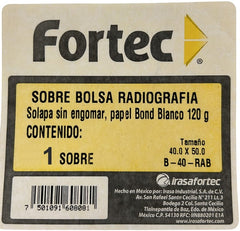 Fortec®
SOBRE BOLSA RADIOGRAFIA
Solapa sin engomar, papel Bond Blanco 120 g
CONTENIDO:
1 SOBRE
Tamaño
40.0 X 50.0
B-40-RAB
7 501091 608081
irasafortec
Hecho en México por: Irasa Industrial, S.A. de C.V.
Av. San Rafael Santa Cecilia N° 211 Lt. 3
Bodega 2 Col. Santa Cecilia
Tlalnepantla de Baz, Edo. de México
México C.P. 54130 RFC: IIN880201 E1A